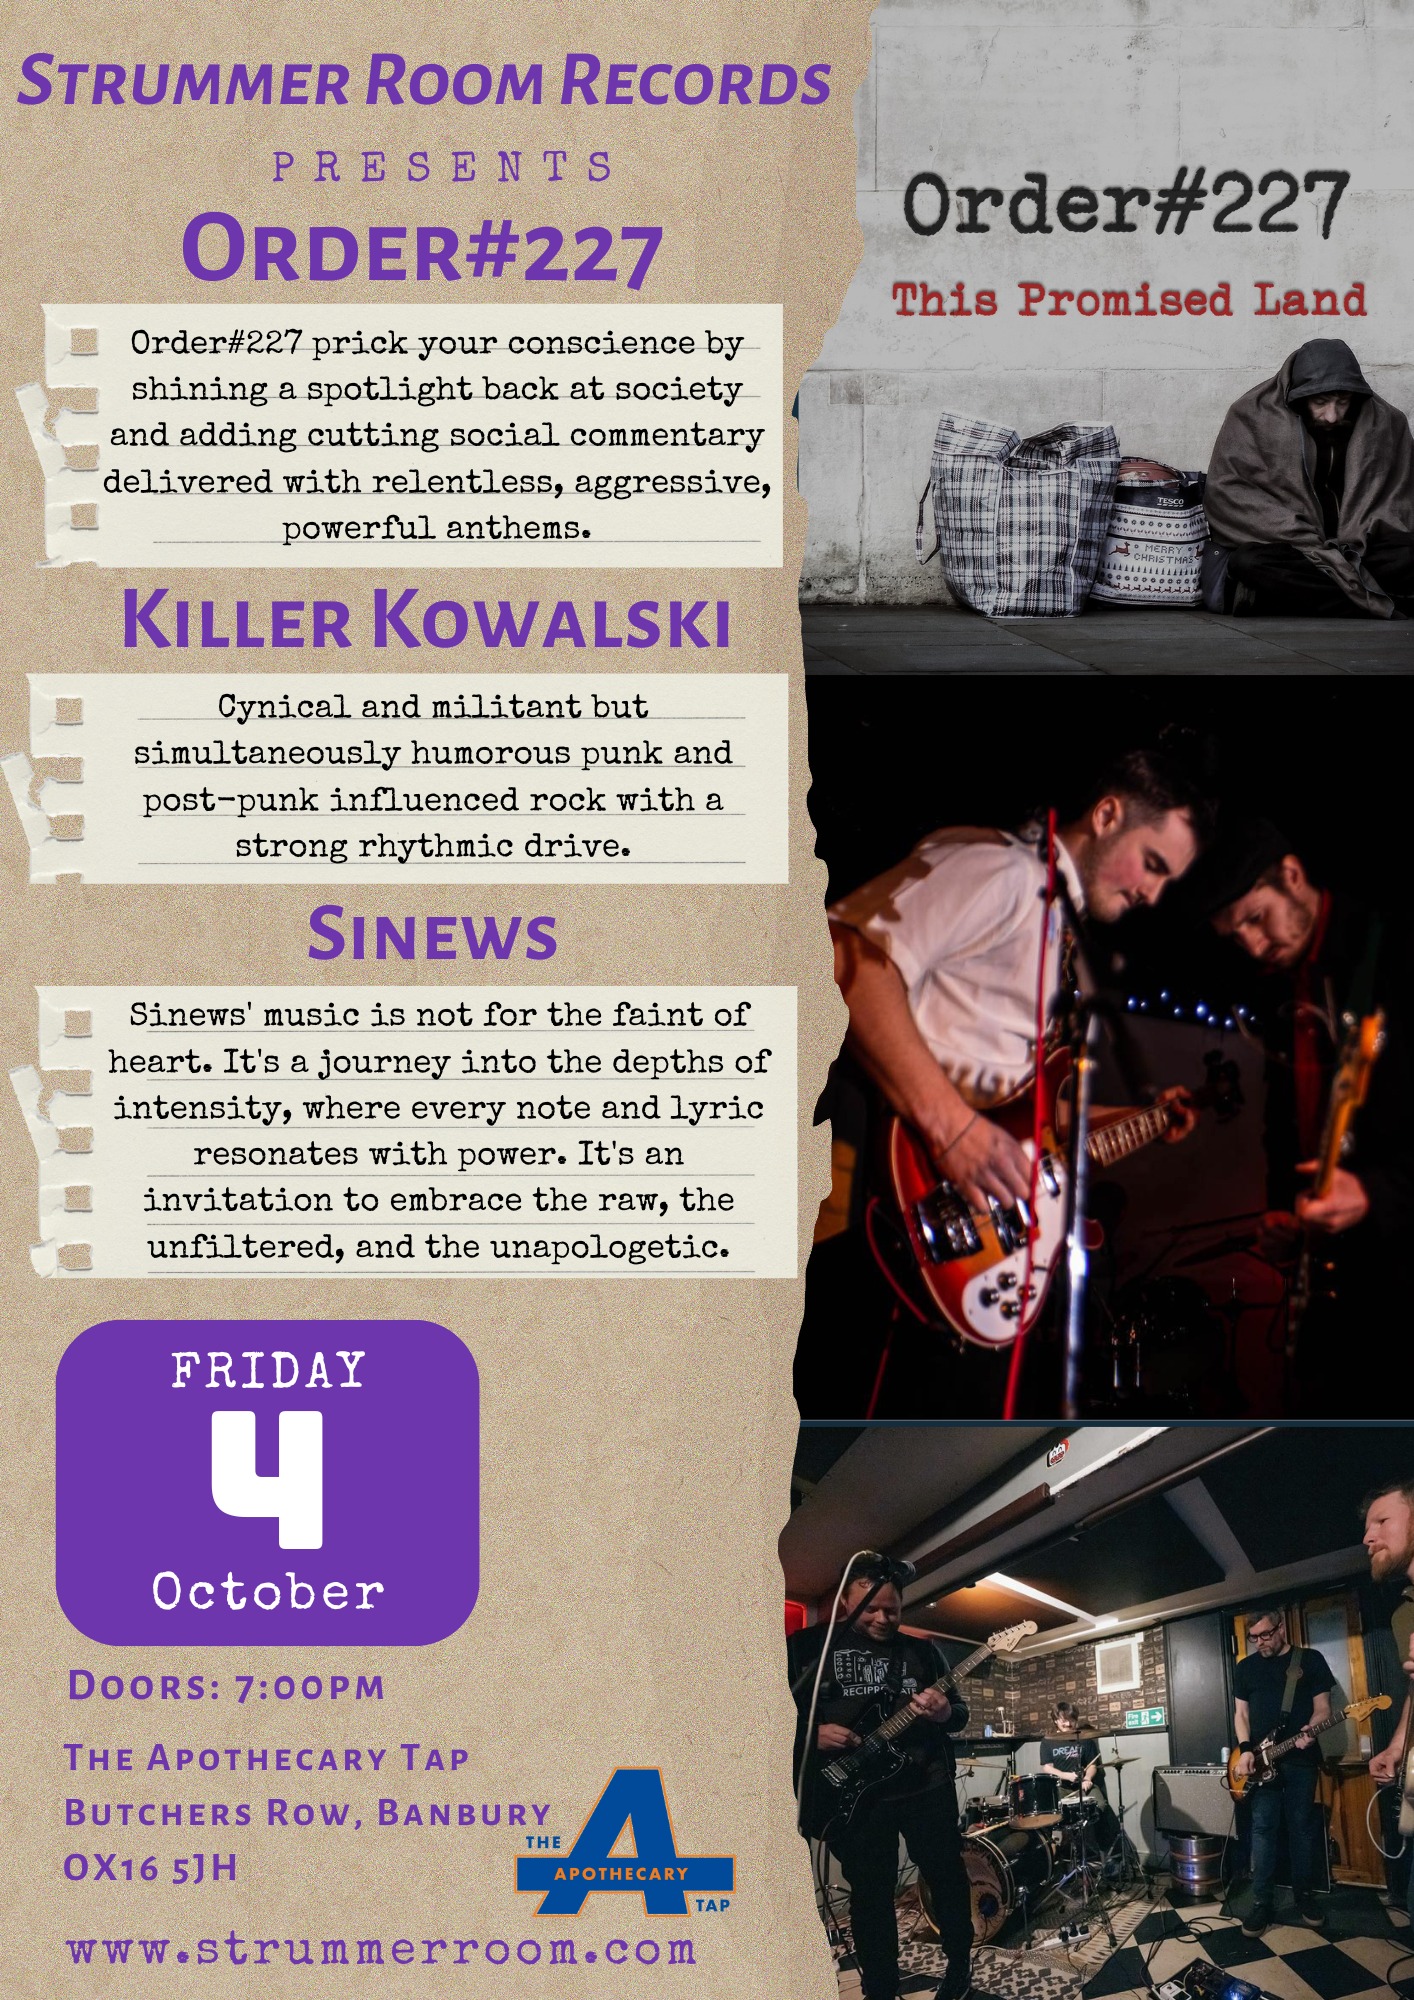 Strummer Room Records
PRESENTS
Order#227
Order#227 prick your conscience by
shining a spotlight back at society
and adding cutting social commentary
delivered with relentless, aggressive,
powerful anthems.
Killer Kowalski
Cynical and militant but
simultaneously humorous punk and
post-punk influenced rock with a
strong rhythmic drive.
Sinews
Sinews' music is not for the faint of
heart. It's a journey into the depths of
intensity, where every note and lyric
resonates with power. It's an
invitation to embrace the raw, the
unfiltered, and the unapologetic.
FRIDAY
4
October
Doors: 7:00pm
The Apothecary Tap
Butchers Row, Banbury
OX16 5JH
THE
APOTHECARY
TAP
www.strummerroom.com
Order#227
This Promised Land
TESCO
MERRY
CHRISTMAS
Fire
exit